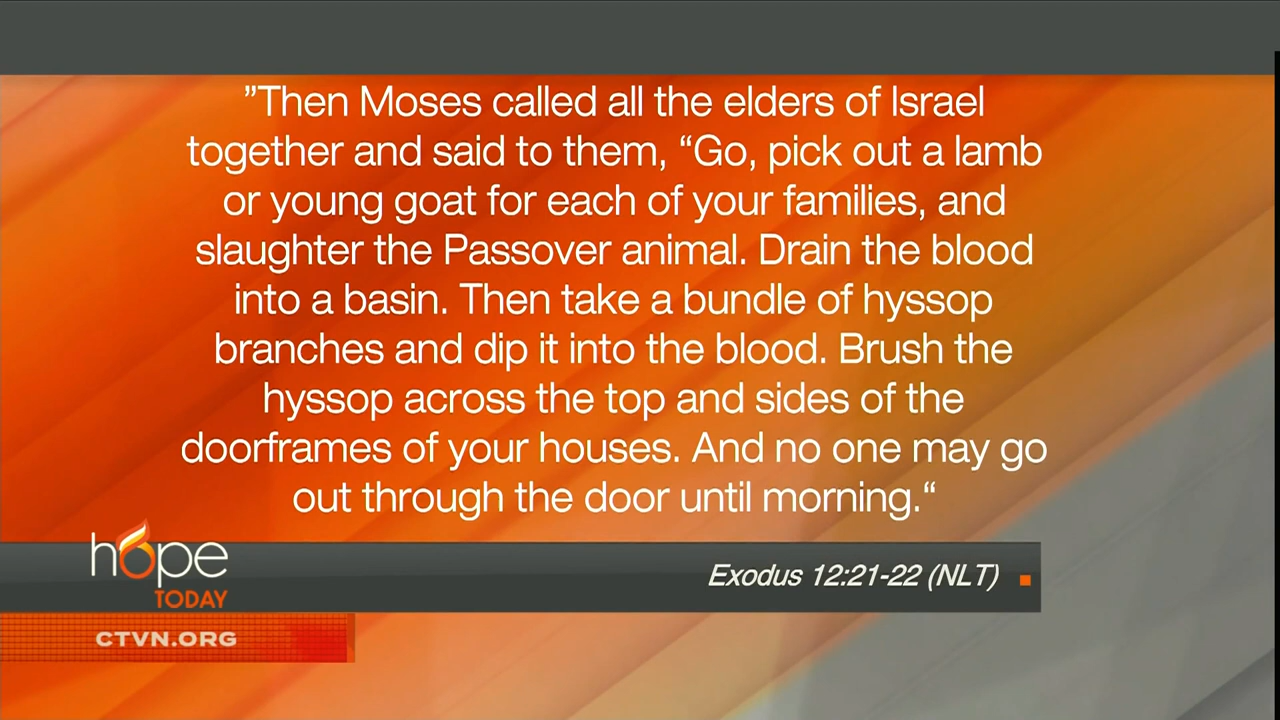 ”Then Moses called all the elders of Israel
together and said to them, “Go, pick out a lamb
or young goat for each of your families, and
slaughter the Passover animal. Drain the blood
into a basin. Then take a bundle of hyssop
branches and dip it into the blood. Brush the
hyssop across the top and sides of the
doorframes of your houses. And no one may go
out through the door until morning.“
Exodus 12:21-22 (NLT)
hope
TODAY
CTVN.ORG